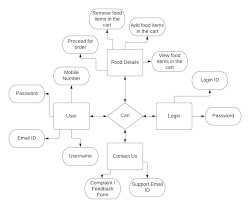 Remove food
items in the
cart
Add food
items in the cart
Proceed for
order
Food Details
View food
items in the
cart
Mobile
Number
Login ID
Password
User
Can
Login
Password
Email ID
Username
Contact Us
Complaint /
Feedback
Form
Support Email
ID